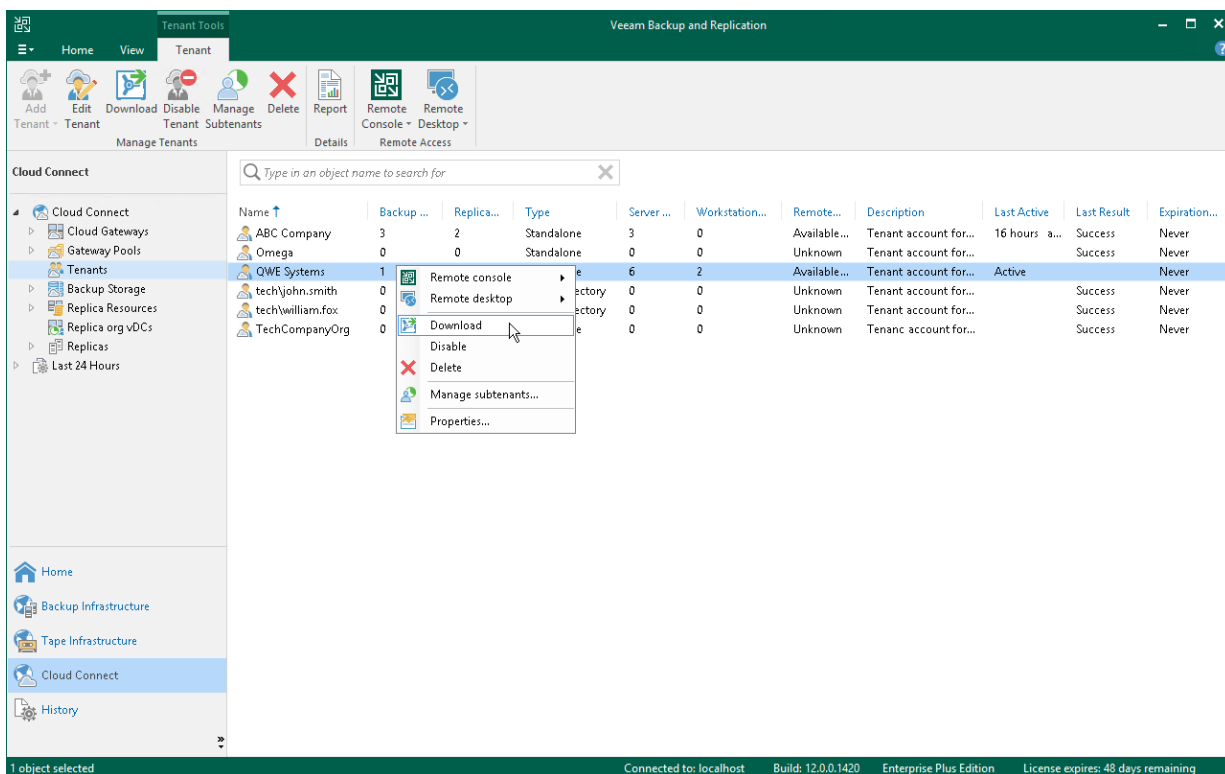 Tenant Tools
Veeam Backup and Replication
Home View Tenant
Add Tenant
Edit Tenant
Download
Disable Tenant
Manage Subtenants
Delete
Report
Remote Console
Remote Desktop
Manage Tenants
Details
Remote Access
Cloud Connect
Type in an object name to search for
Cloud Connect
Cloud Gateways
Gateway Pools
Tenants
Backup Storage
Replica Resources
Replica org vDCs
Replicas
Last 24 Hours
Name Backup ... Replica... Type Server ... Workstation... Remote... Description Last Active Last Result Expiration...
ABC Company 3 2 Standalone 3 0 Available... Tenant account for... 16 hours a... Success Never
Omega 0 0 Standalone 0 0 Unknown Tenant account for... Success Never
QWE Systems 1 e 6 2 Available... Tenant account for... Active Never
tech\john.smith 0 ectory 0 0 Unknown Tenant account for... Success Never
tech\william.fox 0 ectory 0 0 Unknown Tenant account for... Success Never
TechCompanyOrg 0 e 0 0 Unknown Tenanc account for... Success Never
Remote console
Remote desktop
Download
Disable
Delete
Manage subtenants...
Properties...
Home
Backup Infrastructure
Tape Infrastructure
Cloud Connect
History
1 object selected
Connected to: localhost Build: 12.0.0.1420 Enterprise Plus Edition License expires: 48 days remaining